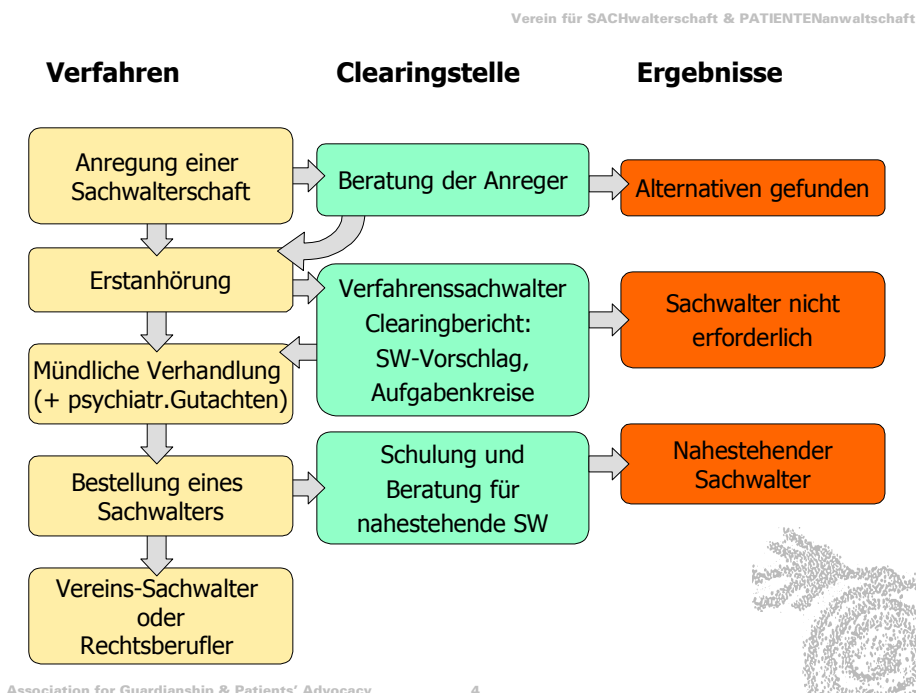 Verein für SACHwalterschaft & PATIENTENanwaltschaft
Verfahren
Clearingstelle
Ergebnisse
Anregung einer
Sachwalterschaft
Beratung der Anreger
Alternativen gefunden
Erstanhörung
Verfahrenssachwalter
Clearingbericht:
SW-Vorschlag,
Aufgabenkreise
Sachwalter nicht
erforderlich
Mündliche Verhandlung
(+ psychiatr.Gutachten)
Bestellung eines
Sachwalters
Schulung und
Beratung für
nahestehende SW
Nahestehender
Sachwalter
Vereins-Sachwalter
oder
Rechtsberufler
Association for Guardianship & Patients' Advocacy
4